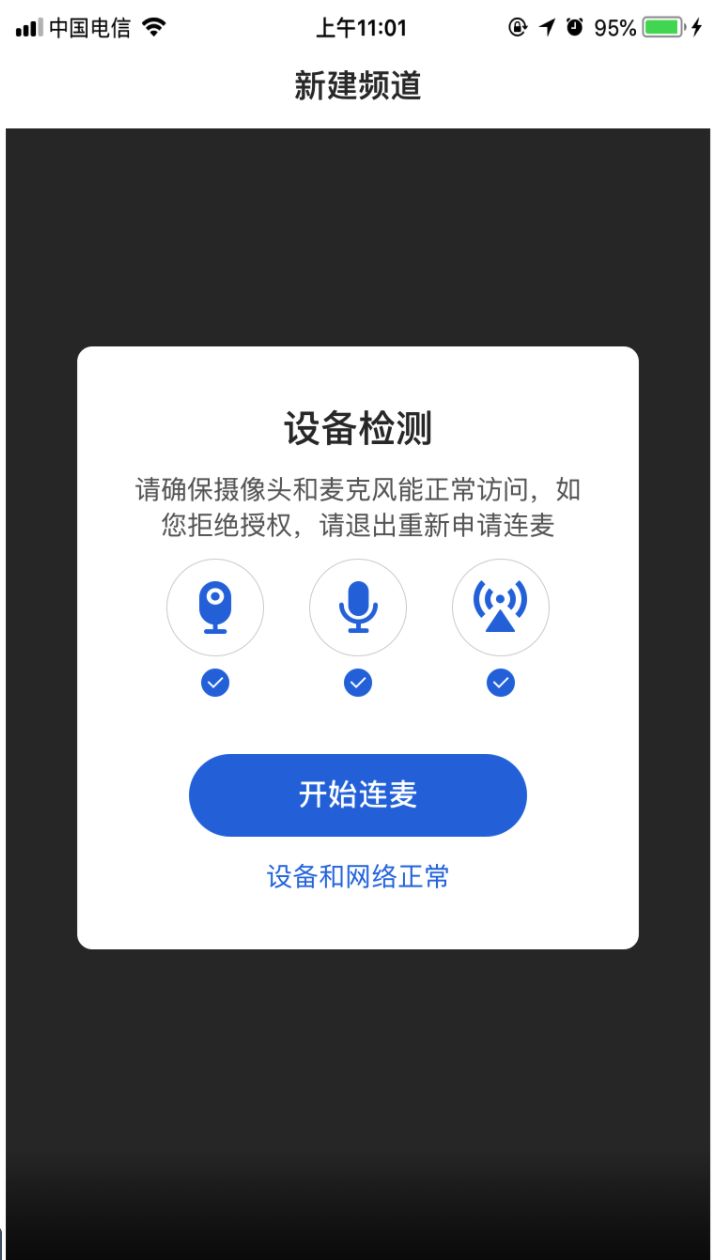 中国电信 上午11:01 95%
新建频道
设备检测
请确保摄像头和麦克风能正常访问，如
您拒绝授权，请退出重新申请连麦
开始连麦
设备和网络正常